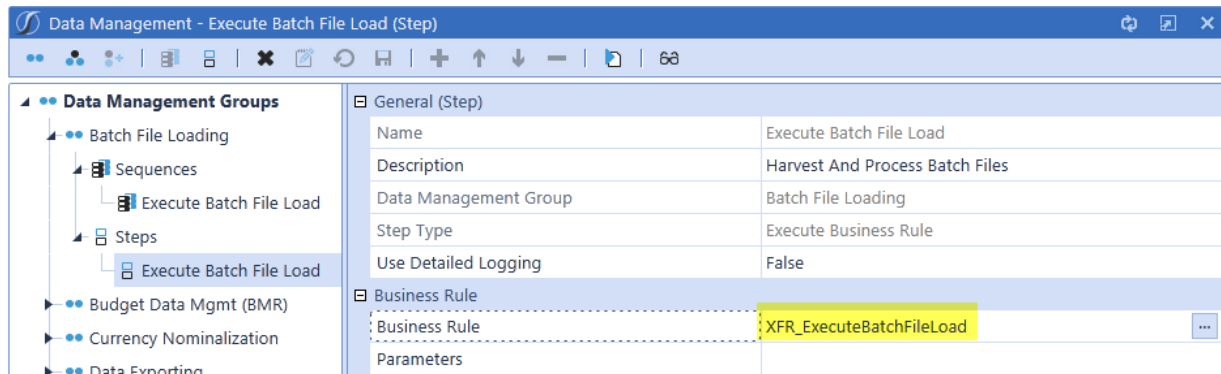 Data Management - Execute Batch File Load (Step)
Data Management Groups
Batch File Loading
Sequences
Execute Batch File Load
Steps
Execute Batch File Load
Budget Data Mgmt (BMR)
Currency Nominalization
Data Exporting
General (Step)
Name Execute Batch File Load
Description Harvest And Process Batch Files
Data Management Group Batch File Loading
Step Type Execute Business Rule
Use Detailed Logging False
Business Rule
Business Rule XFR_ExecuteBatchFileLoad ...
Parameters